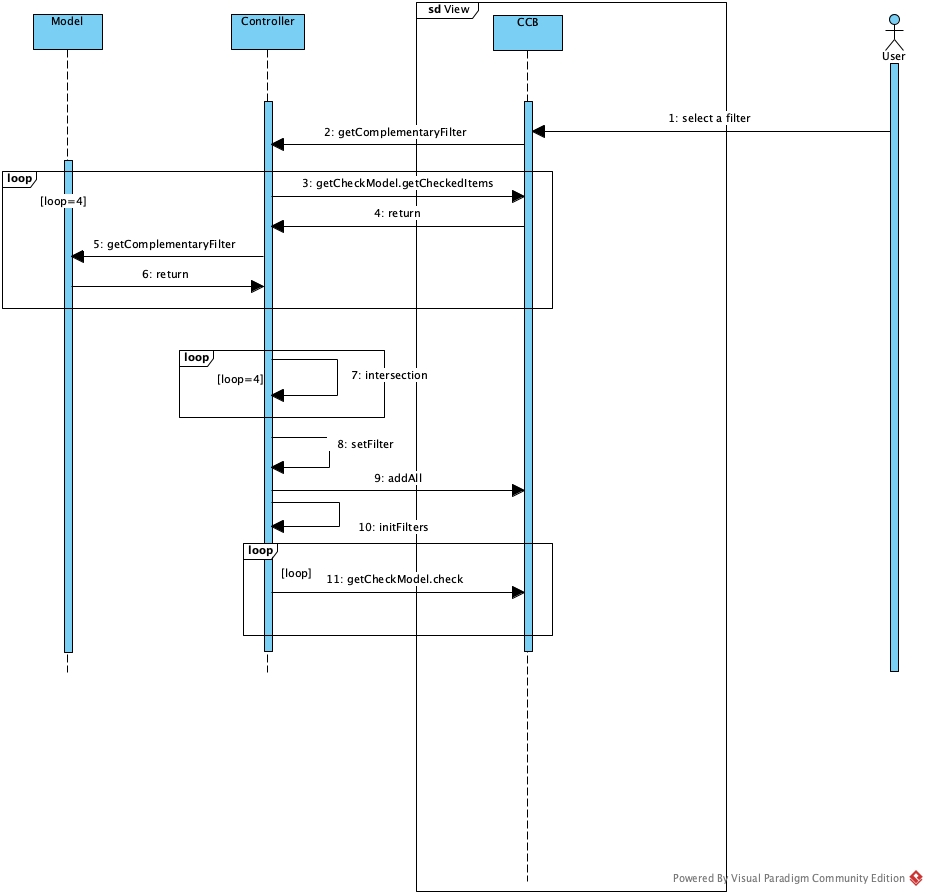 sd View
Model
Controller
CCB
User
1: select a filter
2: getComplementaryFilter
loop
3: getCheckModel.getCheckedItems
[loop=4]
4: return
5: getComplementaryFilter
6: return
loop
[loop=4]
7: intersection
8: setFilter
9: addAll
10: initFilters
loop
[loop]
11: getCheckModel.check
Powered By Visual Paradigm Community Edition